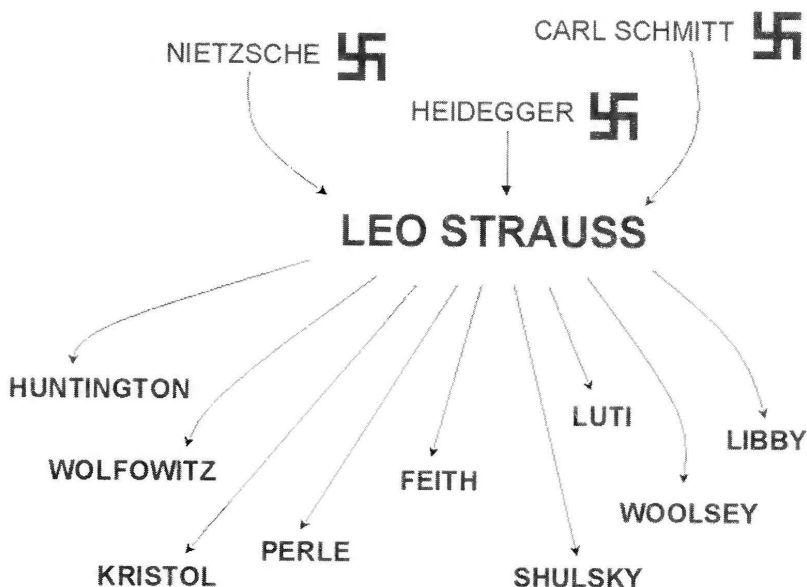 CARL SCHMITT
NIETZSCHE
HEIDEGGER
LEO STRAUSS
HUNTINGTON
WOLFOWITZ
KRISTOL
PERLE
FEITH
SHULSKY
LUTI
WOOLSEY
LIBBY